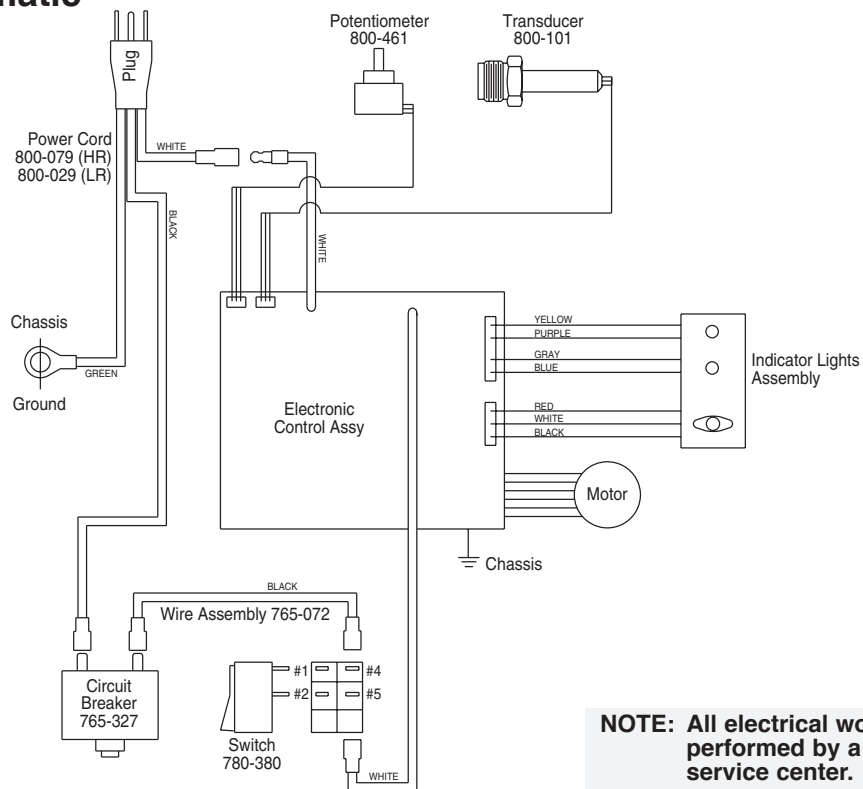 Potentiometer
800-461
Transducer
800-101
Plug
Power Cord
800-079 (HR)
800-029 (LR)
WHITE
BLACK
WHITE
Chassis
GREEN
Ground
Electronic
Control Assy
YELLOW
PURPLE
GRAY
BLUE
RED
WHITE
BLACK
Indicator Lights
Assembly
Motor
Chassis
BLACK
Wire Assembly 765-072
Circuit
Breaker
765-327
#1
#4
#2
#5
Switch
780-380
WHITE
NOTE: All electrical wo
performed by a
service center.